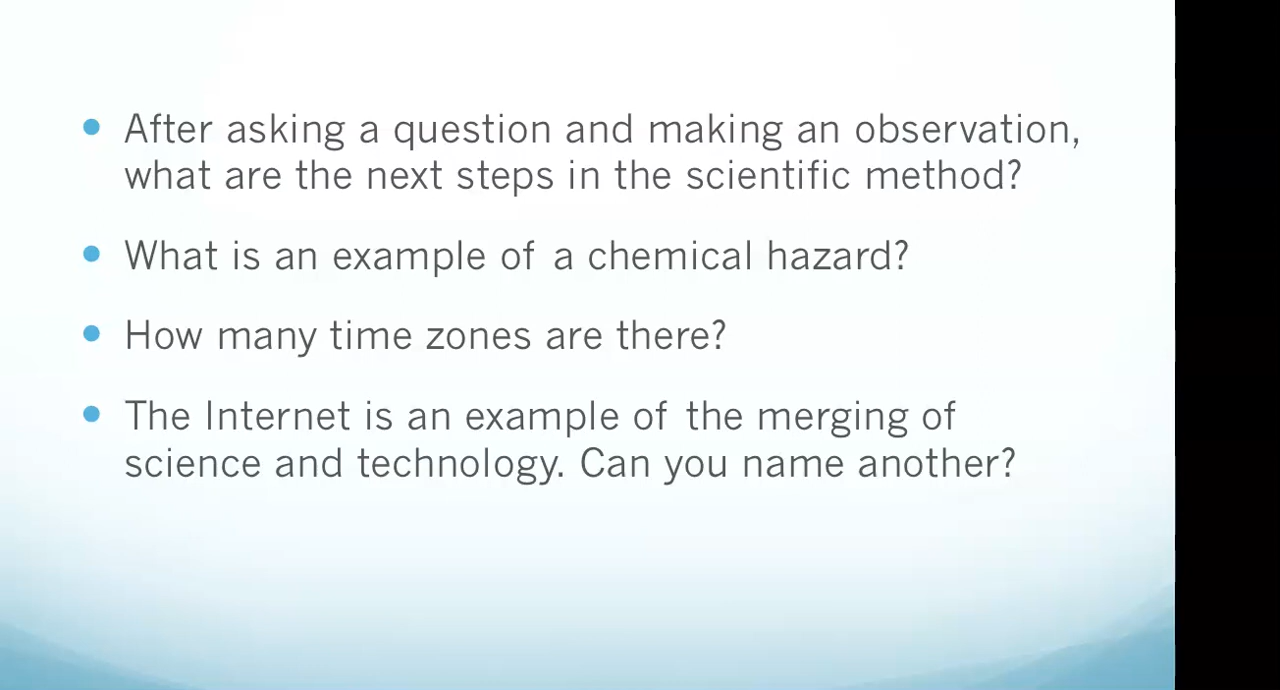 • After asking a question and making an observation,
what are the next steps in the scientific method?
• What is an example of a chemical hazard?
• How many time zones are there?
• The Internet is an example of the merging of
science and technology. Can you name another?